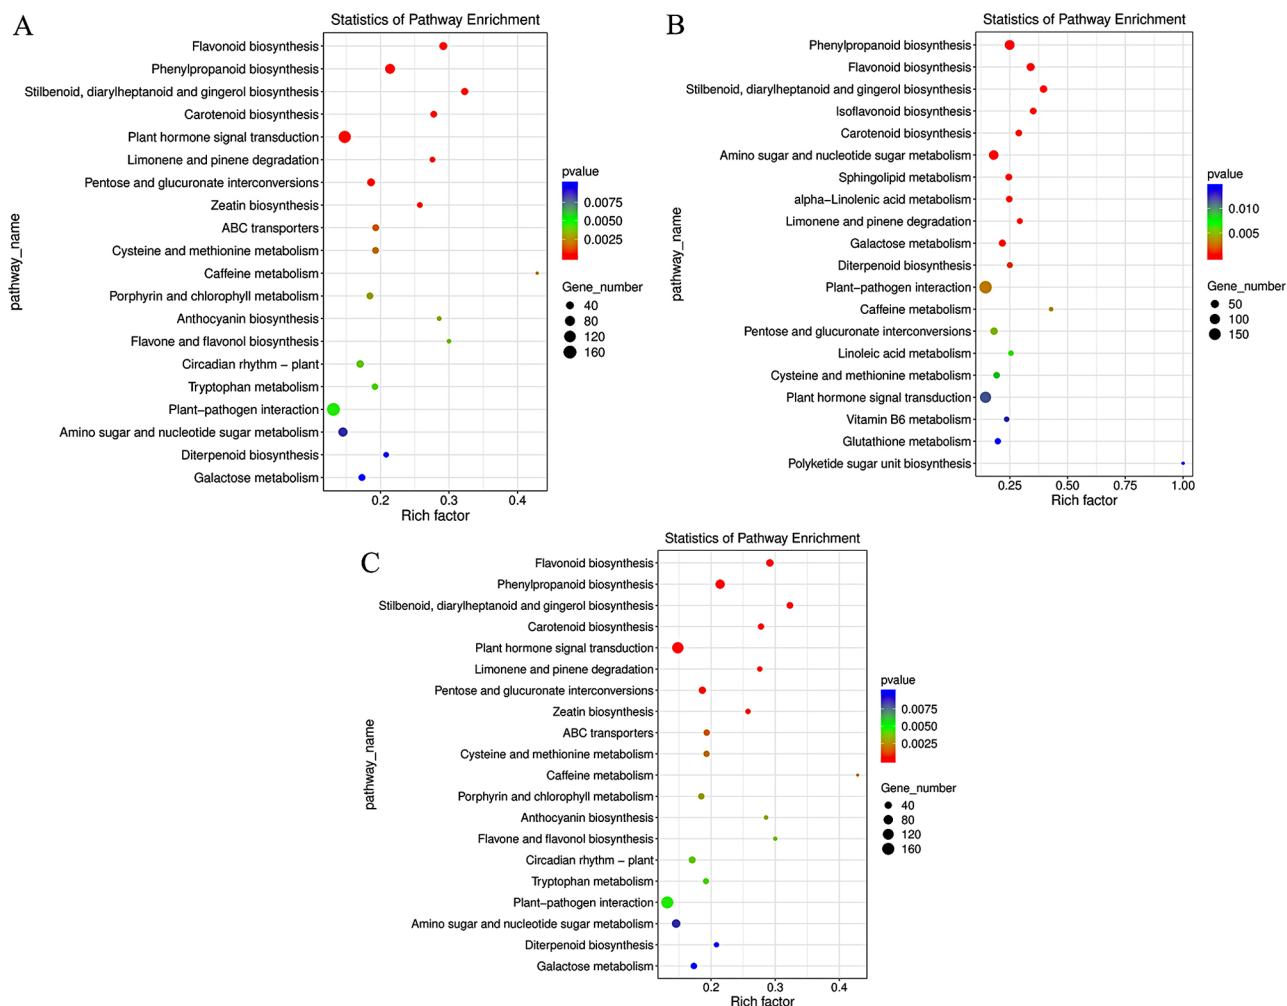 A
Statistics of Pathway Enrichment
pathway_name
Flavonoid biosynthesis
Phenylpropanoid biosynthesis
Stilbenoid, diarylheptanoid and gingerol biosynthesis
Carotenoid biosynthesis
Plant hormone signal transduction
Limonene and pinene degradation
Pentose and glucuronate interconversions
Zeatin biosynthesis
ABC transporters
Cysteine and methionine metabolism
Caffeine metabolism
Porphyrin and chlorophyll metabolism
Anthocyanin biosynthesis
Flavone and flavonol biosynthesis
Circadian rhythm − plant
Tryptophan metabolism
Plant−pathogen interaction
Amino sugar and nucleotide sugar metabolism
Diterpenoid biosynthesis
Galactose metabolism
0.2 0.3 0.4
Rich factor
pvalue
0.0075
0.0050
0.0025
Gene_number
40
80
120
160
B
Statistics of Pathway Enrichment
pathway_name
Phenylpropanoid biosynthesis
Flavonoid biosynthesis
Stilbenoid, diarylheptanoid and gingerol biosynthesis
Isoflavonoid biosynthesis
Carotenoid biosynthesis
Amino sugar and nucleotide sugar metabolism
Sphingolipid metabolism
alpha−Linolenic acid metabolism
Limonene and pinene degradation
Galactose metabolism
Diterpenoid biosynthesis
Plant−pathogen interaction
Caffeine metabolism
Pentose and glucuronate interconversions
Linoleic acid metabolism
Cysteine and methionine metabolism
Plant hormone signal transduction
Vitamin B6 metabolism
Glutathione metabolism
Polyketide sugar unit biosynthesis
0.25 0.50 0.75 1.00
Rich factor
pvalue
0.010
0.005
Gene_number
50
100
150
C
Statistics of Pathway Enrichment
pathway_name
Flavonoid biosynthesis
Phenylpropanoid biosynthesis
Stilbenoid, diarylheptanoid and gingerol biosynthesis
Carotenoid biosynthesis
Plant hormone signal transduction
Limonene and pinene degradation
Pentose and glucuronate interconversions
Zeatin biosynthesis
ABC transporters
Cysteine and methionine metabolism
Caffeine metabolism
Porphyrin and chlorophyll metabolism
Anthocyanin biosynthesis
Flavone and flavonol biosynthesis
Circadian rhythm − plant
Tryptophan metabolism
Plant−pathogen interaction
Amino sugar and nucleotide sugar metabolism
Diterpenoid biosynthesis
Galactose metabolism
0.2 0.3 0.4
Rich factor
pvalue
0.0075
0.0050
0.0025
Gene_number
40
80
120
160